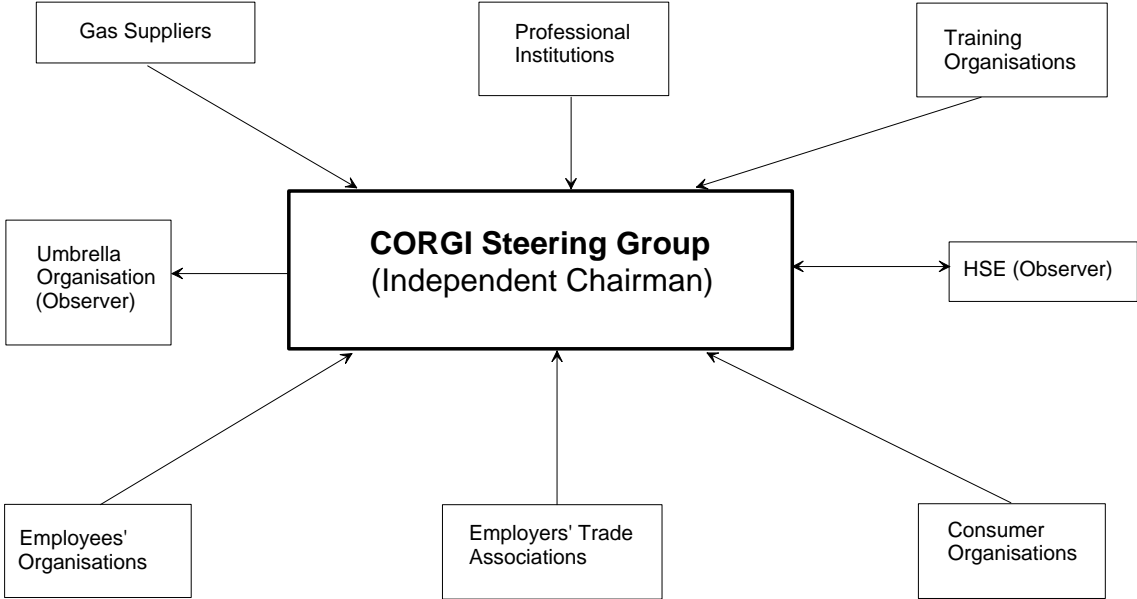 Gas Suppliers
Professional
Institutions
Training
Organisations
CORGI Steering Group
(Independent Chairman)
Umbrella
Organisation
(Observer)
HSE (Observer)
Employees'
Organisations
Employers' Trade
Associations
Consumer
Organisations